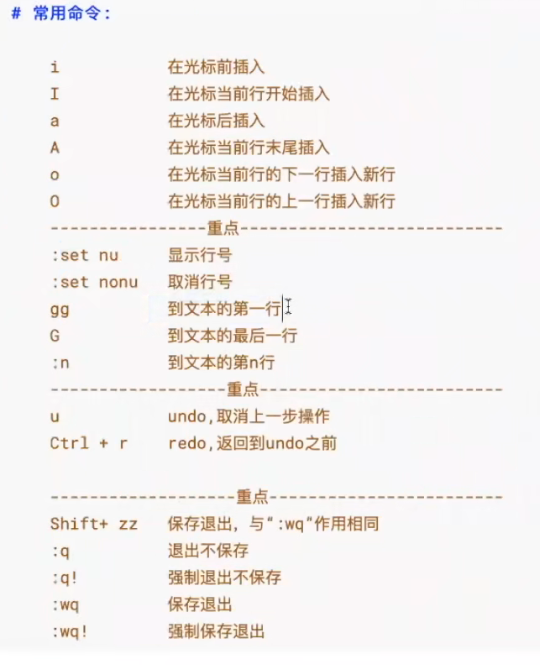 # 常用命令:
i 在光标前插入
I 在光标当前行开始插入
a 在光标后插入
A 在光标当前行末尾插入
o 在光标当前行的下一行插入新行
O 在光标当前行的上一行插入新行
----------------重点---------------------------
:set nu 显示行号
:set nonu 取消行号
gg 到文本的第一行
G 到文本的最后一行
:n 到文本的第n行
------------------重点-------------------------
u undo,取消上一步操作
Ctrl + r redo,返回到undo之前
-------------------重点------------------------
Shift+ zz 保存退出，与“:wq”作用相同
:q 退出不保存
:q! 强制退出不保存
:wq 保存退出
:wq! 强制保存退出